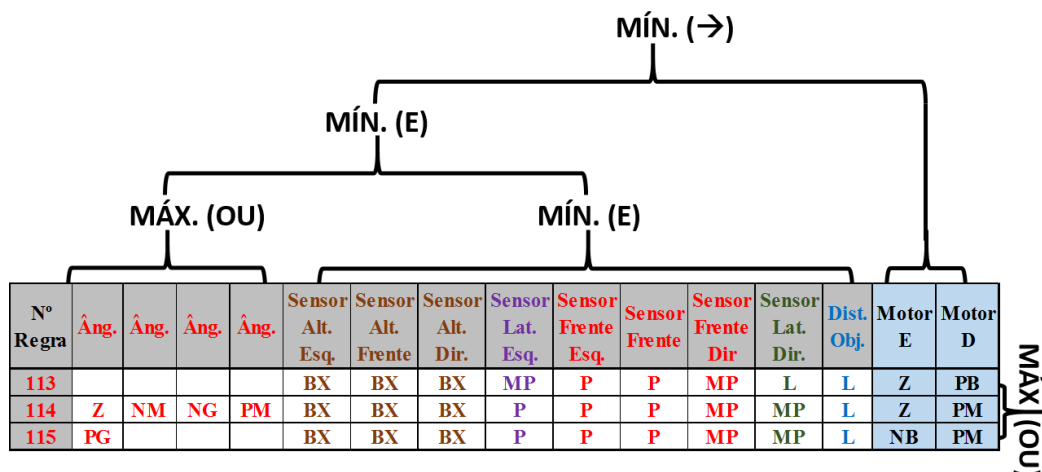 MÍN. (→)
MÍN. (E)
MÁX. (OU) MÍN. (E)
Nº Regra Âng. Âng. Âng. Âng. Sensor Alt. Esq. Sensor Alt. Frente Sensor Alt. Dir. Sensor Lat. Esq. Sensor Frente Esq. Sensor Frente Sensor Frente Dir Sensor Lat. Dir. Dist. Obj. Motor E Motor D
113 BX BX BX MP P P MP L L Z PB
114 Z NM NG PM BX BX BX P P P MP MP L Z PM
115 PG BX BX BX P P P MP MP L NB PM
MÁX (OU)